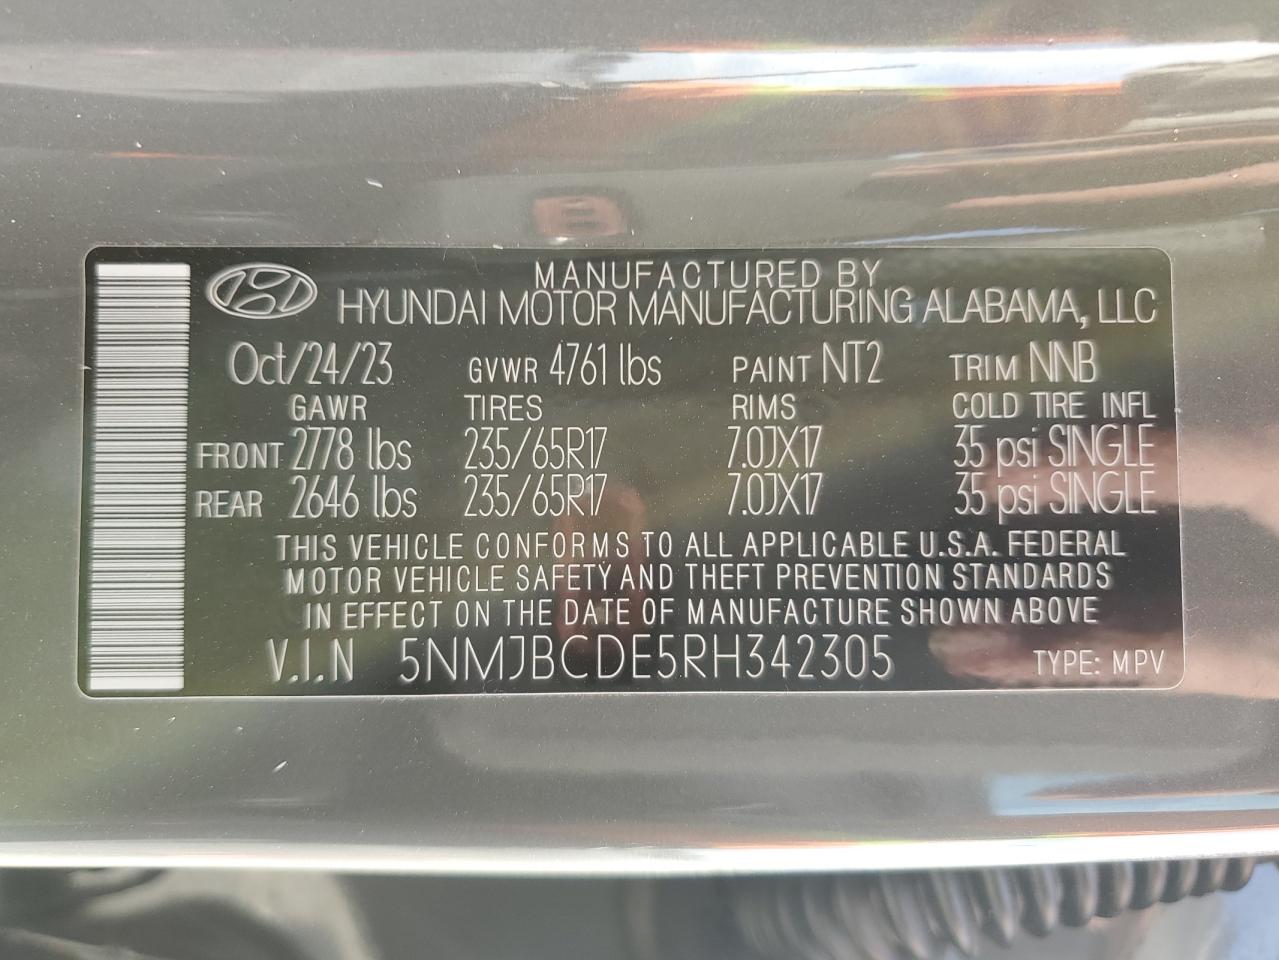 MANUFACTURED BY
HYUNDAI MOTOR MANUFACTURING ALABAMA, LLC
Oct/24/23 GVWR 4761 lbs PAINT NT2 TRIM NNB
GAWR TIRES RIMS COLD TIRE INFL
FRONT 2778 lbs 235/65R17 7.0JX17 35 psi SINGLE
REAR 2646 lbs 235/65R17 7.0JX17 35 psi SINGLE
THIS VEHICLE CONFORMS TO ALL APPLICABLE U.S.A. FEDERAL
MOTOR VEHICLE SAFETY AND THEFT PREVENTION STANDARDS
IN EFFECT ON THE DATE OF MANUFACTURE SHOWN ABOVE
V.I.N 5NMJBCDE5RH342305 TYPE: MPV